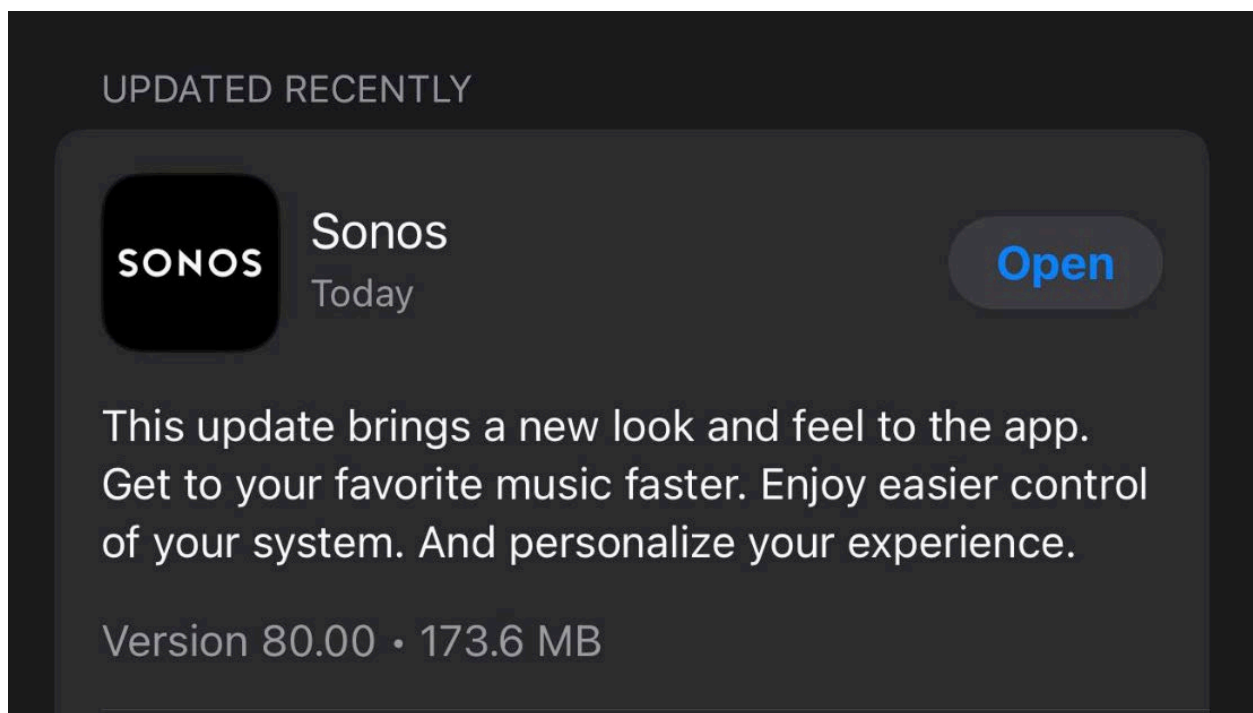 UPDATED RECENTLY
SONOS
Sonos
Today
Open
This update brings a new look and feel to the app.
Get to your favorite music faster. Enjoy easier control
of your system. And personalize your experience.
Version 80.00 • 173.6 MB